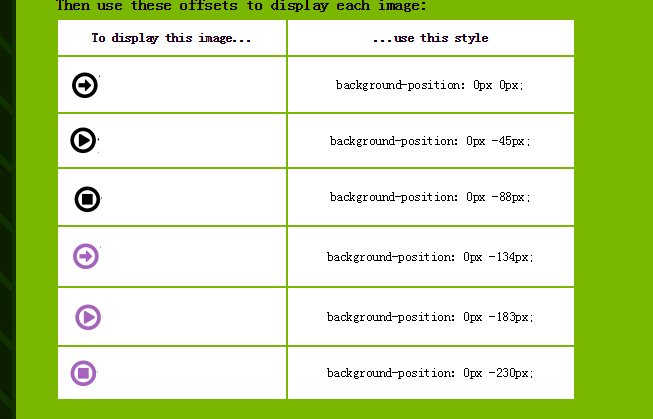 Then use these offsets to display each image:
To display this image... ...use this style
background-position: 0px 0px;
background-position: 0px -45px;
background-position: 0px -88px;
background-position: 0px -134px;
background-position: 0px -183px;
background-position: 0px -230px;